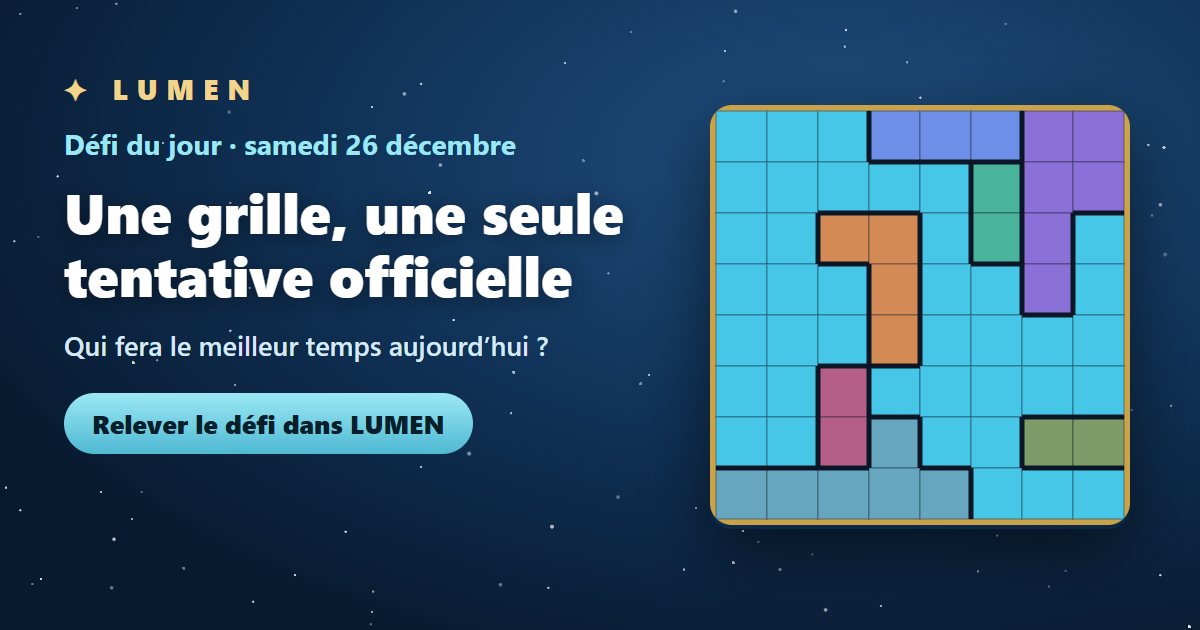 ✦ LUMEN
Défi du jour · samedi 26 décembre
Une grille, une seule
tentative officielle
Qui fera le meilleur temps aujourd’hui ?
Relever le défi dans LUMEN